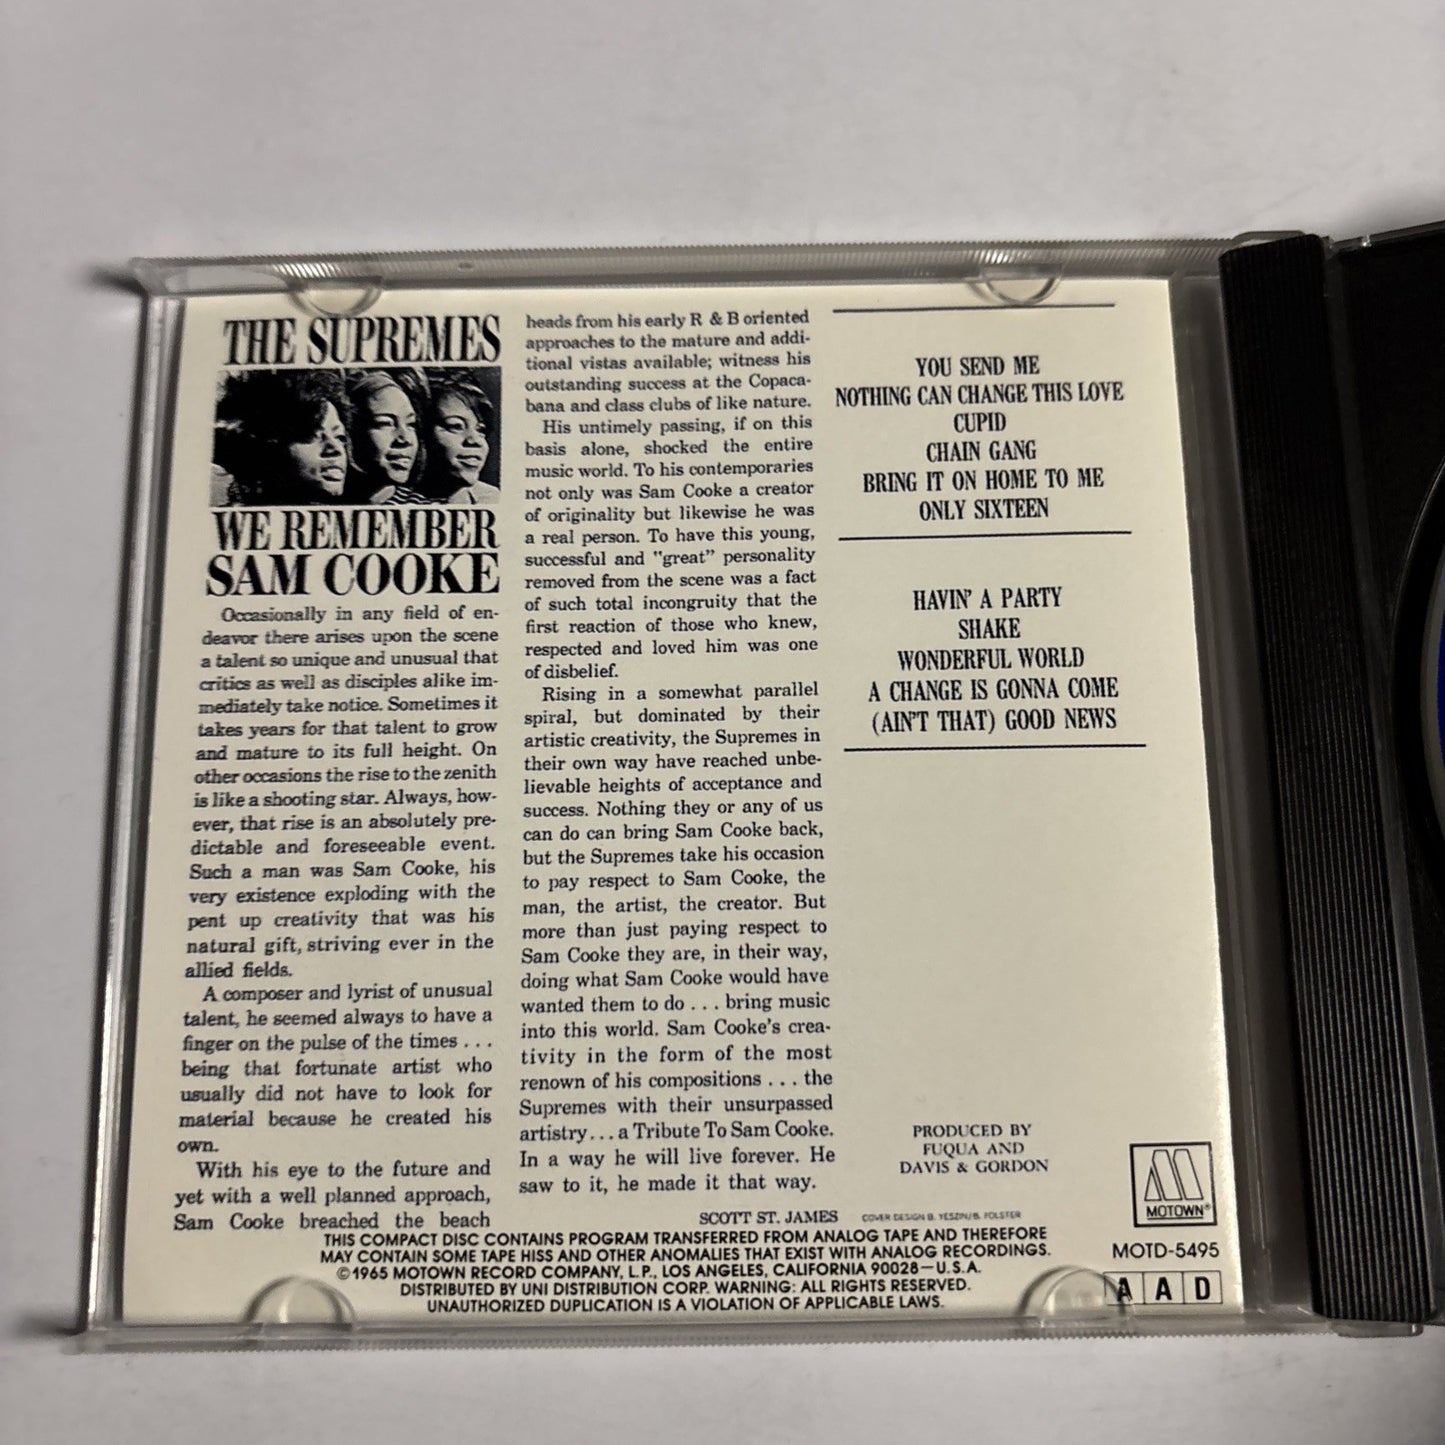 THE SUPREMES
WE REMEMBER
SAM COOKE
Occasionally in any field of en-
deavor there arises upon the scene
a talent so unique and unusual that
critics as well as disciples alike im-
mediately take notice. Sometimes it
takes years for that talent to grow
and mature to its full height. On
other occasions the rise to the zenith
is like a shooting star. Always, how-
ever, that rise is an absolutely pre-
dictable and foreseeable event.
Such a man was Sam Cooke, his
very existence exploding with the
pent up creativity that was his
natural gift, striving ever in the
allied fields.
A composer and lyrist of unusual
talent, he seemed always to have a
finger on the pulse of the times . . .
being that fortunate artist who
usually did not have to look for
material because he created his
own.
With his eye to the future and
yet with a well planned approach,
Sam Cooke breached the beach
heads from his early R & B oriented
approaches to the mature and addi-
tional vistas available; witness his
outstanding success at the Copaca-
bana and class clubs of like nature.
His untimely passing, if on this
basis alone, shocked the entire
music world. To his contemporaries
not only was Sam Cooke a creator
of originality but likewise he was
a real person. To have this young,
successful and "great" personality
removed from the scene was a fact
of such total incongruity that the
first reaction of those who knew,
respected and loved him was one
of disbelief.
Rising in a somewhat parallel
spiral, but dominated by their
artistic creativity, the Supremes in
their own way have reached unbe-
lievable heights of acceptance and
success. Nothing they or any of us
can do can bring Sam Cooke back,
but the Supremes take his occasion
to pay respect to Sam Cooke, the
man, the artist, the creator. But
more than just paying respect to
Sam Cooke they are, in their way,
doing what Sam Cooke would have
wanted them to do . . . bring music
into this world. Sam Cooke's crea-
tivity in the form of the most
renown of his compositions . . . the
Supremes with their unsurpassed
artistry . . . a Tribute To Sam Cooke.
In a way he will live forever. He
saw to it, he made it that way.
SCOTT ST. JAMES
YOU SEND ME
NOTHING CAN CHANGE THIS LOVE
CUPID
CHAIN GANG
BRING IT ON HOME TO ME
ONLY SIXTEEN
HAVIN' A PARTY
SHAKE
WONDERFUL WORLD
A CHANGE IS GONNA COME
(AIN'T THAT) GOOD NEWS
PRODUCED BY
FUQUA AND
DAVIS & GORDON
COVER DESIGN B. YESZIN/B. FOLSTER
THIS COMPACT DISC CONTAINS PROGRAM TRANSFERRED FROM ANALOG TAPE AND THEREFORE
MAY CONTAIN SOME TAPE HISS AND OTHER ANOMALIES THAT EXIST WITH ANALOG RECORDINGS.
©1965 MOTOWN RECORD COMPANY, L.P., LOS ANGELES, CALIFORNIA 90028—U.S.A.
DISTRIBUTED BY UNI DISTRIBUTION CORP. WARNING: ALL RIGHTS RESERVED.
UNAUTHORIZED DUPLICATION IS A VIOLATION OF APPLICABLE LAWS.
M
MOTOWN®
MOTD-5495
A A D